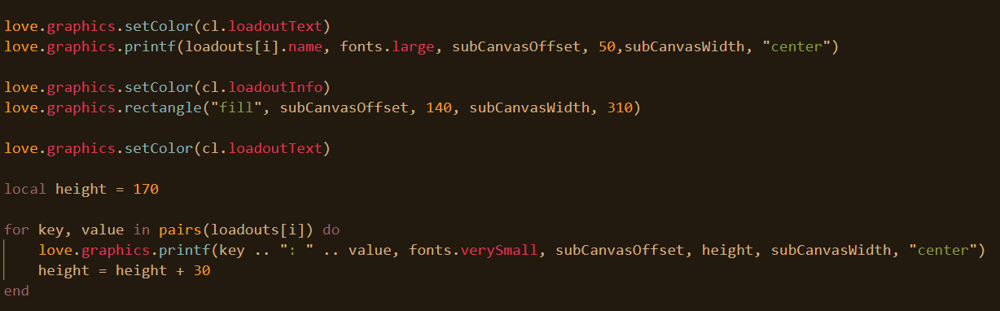 love.graphics.setColor(cl.loadoutText)
love.graphics.printf(loadouts[i].name, fonts.large, subCanvasOffset, 50,subCanvasWidth, "center")
love.graphics.setColor(cl.loadoutInfo)
love.graphics.rectangle("fill", subCanvasOffset, 140, subCanvasWidth, 310)
love.graphics.setColor(cl.loadoutText)
local height = 170
for key, value in pairs(loadouts[i]) do
    love.graphics.printf(key .. ": " .. value, fonts.verySmall, subCanvasOffset, height, subCanvasWidth, "center")
    height = height + 30
end